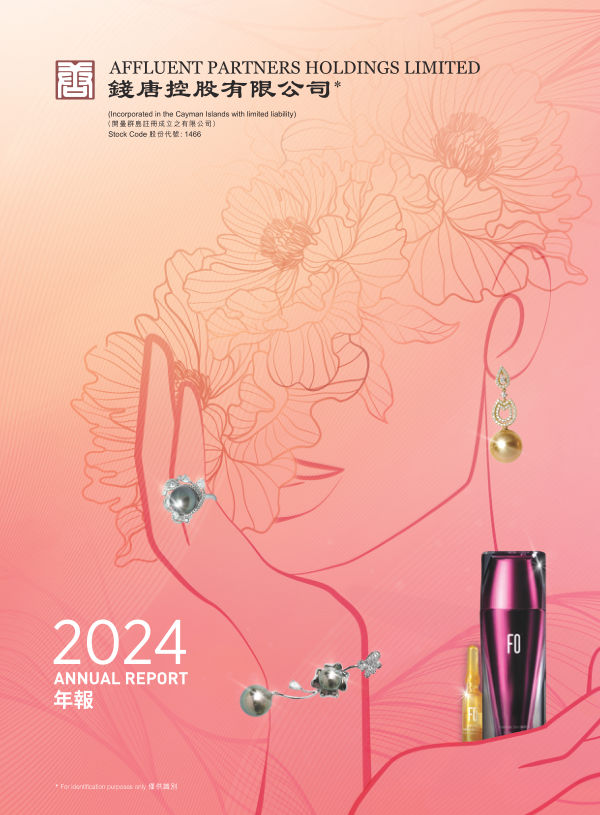 AFFLUENT PARTNERS HOLDINGS LIMITED
錢唐控股有限公司*
(Incorporated in the Cayman Islands with limited liability)
(開曼群島註冊成立之有限公司)
Stock Code 股份代號: 1466
FO
FO
2024
ANNUAL REPORT
年報
* For identification purposes only 僅供識別